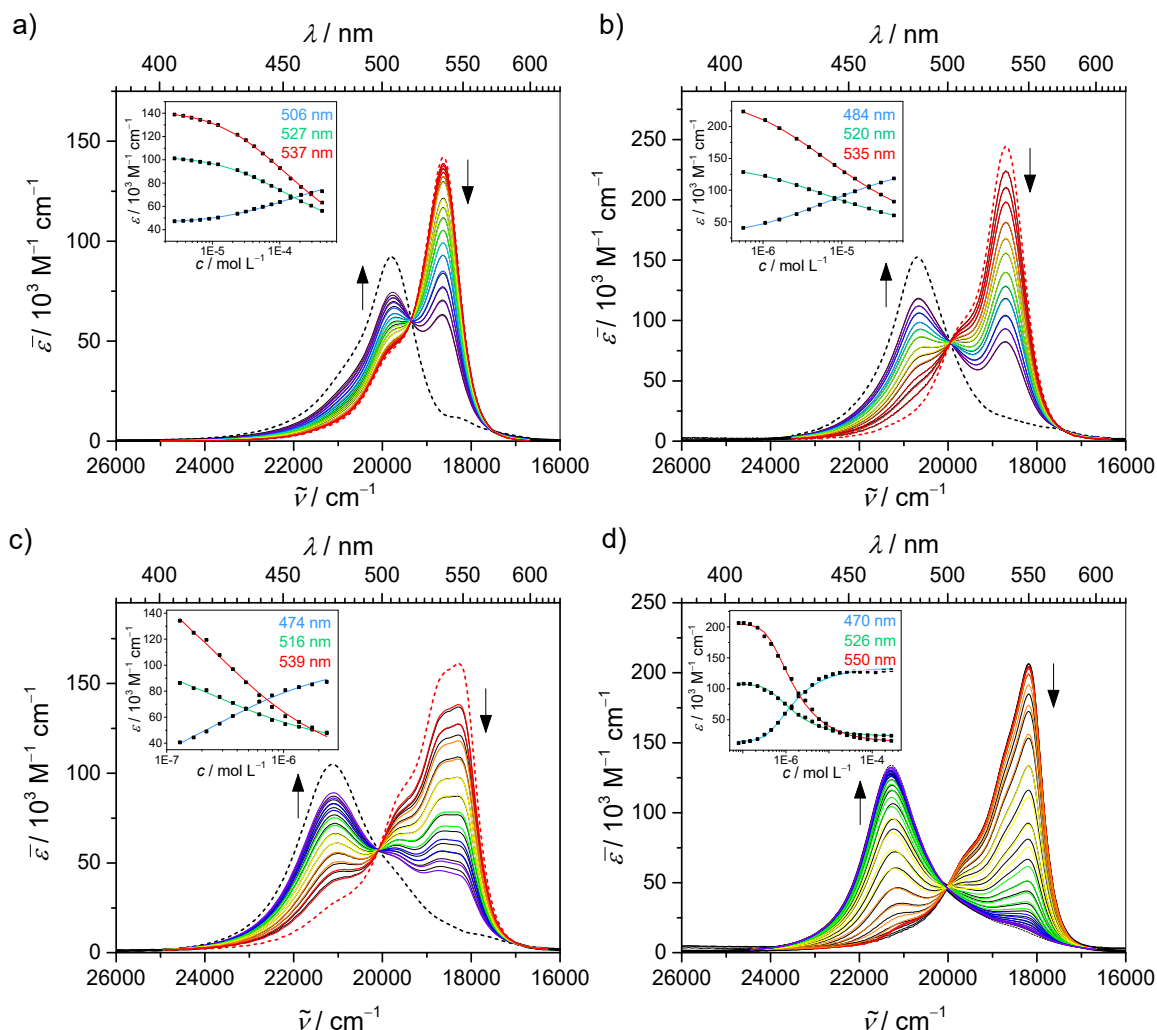 a)
λ / nm
400 450 500 550 600
ε̅ / 10³ M⁻¹ cm⁻¹
150
100
50
0
26000 24000 22000 20000 18000 16000
ν̃ / cm⁻¹
506 nm
527 nm
537 nm
ε / 10³ M⁻¹ cm⁻¹
140
120
100
80
60
40
1E-5 1E-4
c / mol L⁻¹
b)
λ / nm
400 450 500 550 600
ε̅ / 10³ M⁻¹ cm⁻¹
250
200
150
100
50
0
26000 24000 22000 20000 18000 16000
ν̃ / cm⁻¹
484 nm
520 nm
535 nm
ε / 10³ M⁻¹ cm⁻¹
250
200
150
100
50
1E-6 1E-5
c / mol L⁻¹
c)
λ / nm
400 450 500 550 600
ε̅ / 10³ M⁻¹ cm⁻¹
150
100
50
0
26000 24000 22000 20000 18000 16000
ν̃ / cm⁻¹
474 nm
516 nm
539 nm
ε / 10³ M⁻¹ cm⁻¹
140
120
100
80
60
40
1E-7 1E-6
c / mol L⁻¹
d)
λ / nm
400 450 500 550 600
ε̅ / 10³ M⁻¹ cm⁻¹
250
200
150
100
50
0
26000 24000 22000 20000 18000 16000
ν̃ / cm⁻¹
470 nm
526 nm
550 nm
ε / 10³ M⁻¹ cm⁻¹
200
150
100
50
1E-6 1E-4
c / mol L⁻¹